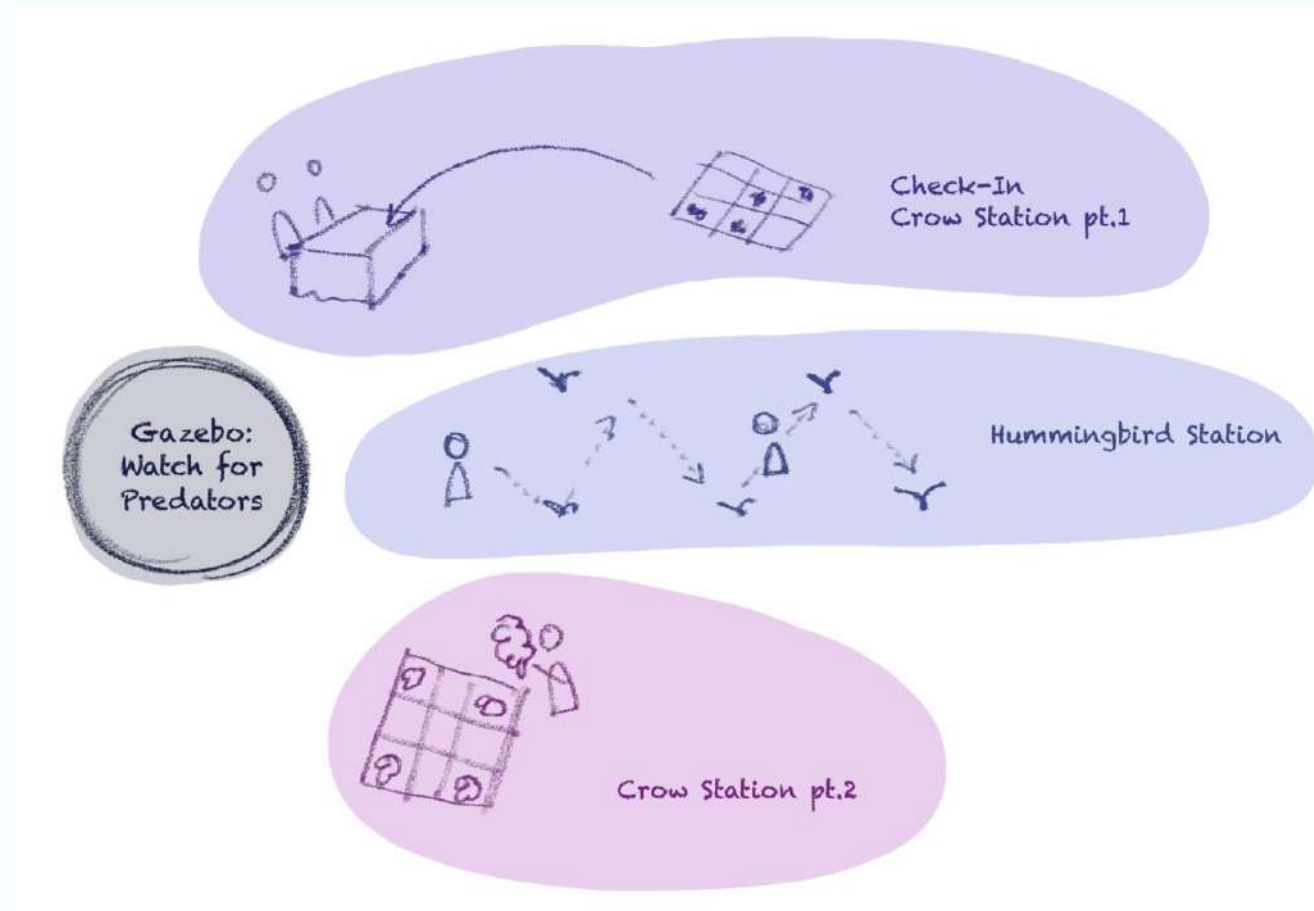 Check-In
Crow Station pt.1
Gazebo:
Watch for
Predators
Hummingbird Station
Crow Station pt.2